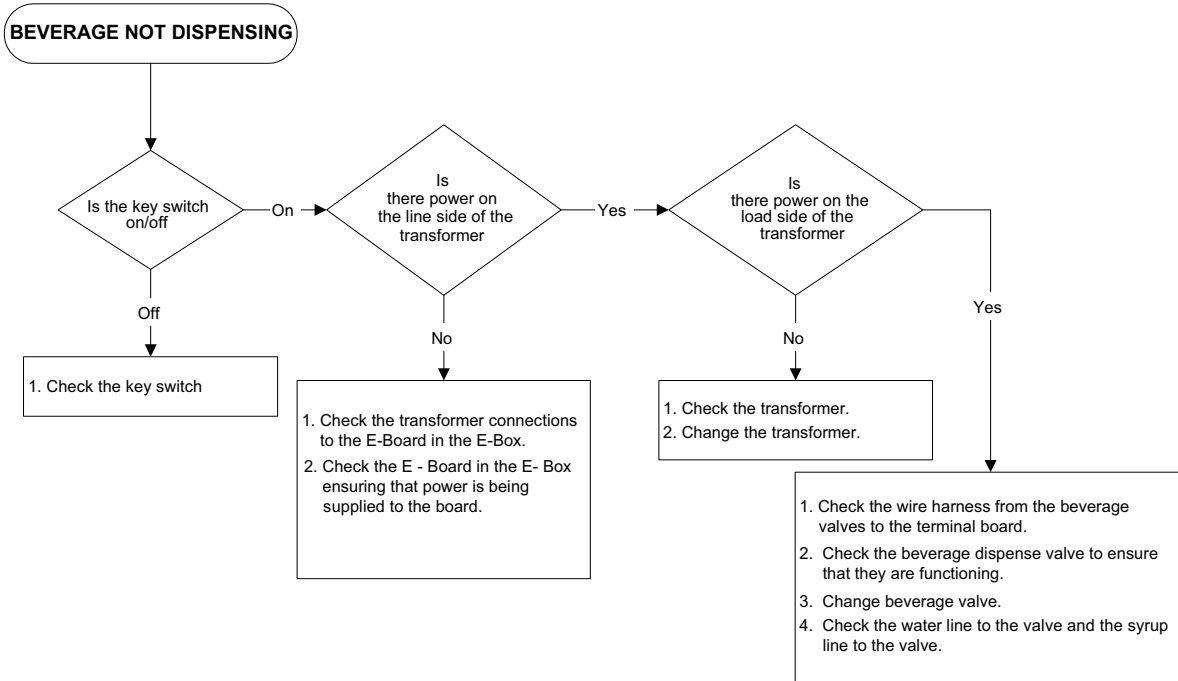 BEVERAGE NOT DISPENSING
Is the key switch
on/off
On
Is
there power on
the line side of the
transformer
Yes
Is
there power on the
load side of the
transformer
Yes
Off
No
No
1. Check the key switch
1. Check the transformer connections
to the E-Board in the E-Box.
2. Check the E - Board in the E- Box
ensuring that power is being
supplied to the board.
1. Check the transformer.
2. Change the transformer.
1. Check the wire harness from the beverage
valves to the terminal board.
2. Check the beverage dispense valve to ensure
that they are functioning.
3. Change beverage valve.
4. Check the water line to the valve and the syrup
line to the valve.